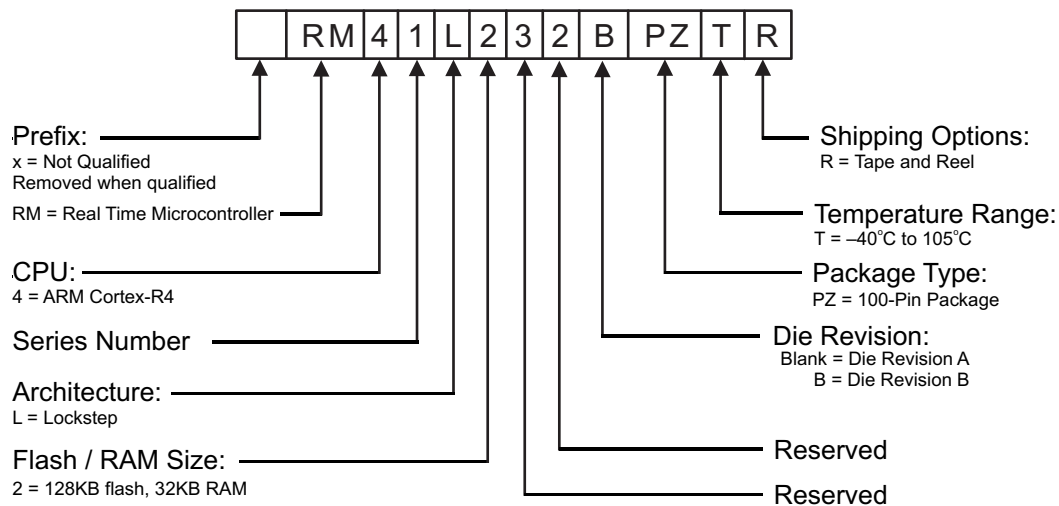 RM 4 1 L 2 3 2 B PZ T R
Prefix:
x = Not Qualified
Removed when qualified
RM = Real Time Microcontroller
CPU:
4 = ARM Cortex-R4
Series Number
Architecture:
L = Lockstep
Flash / RAM Size:
2 = 128KB flash, 32KB RAM
Shipping Options:
R = Tape and Reel
Temperature Range:
T = –40°C to 105°C
Package Type:
PZ = 100-Pin Package
Die Revision:
Blank = Die Revision A
B = Die Revision B
Reserved
Reserved